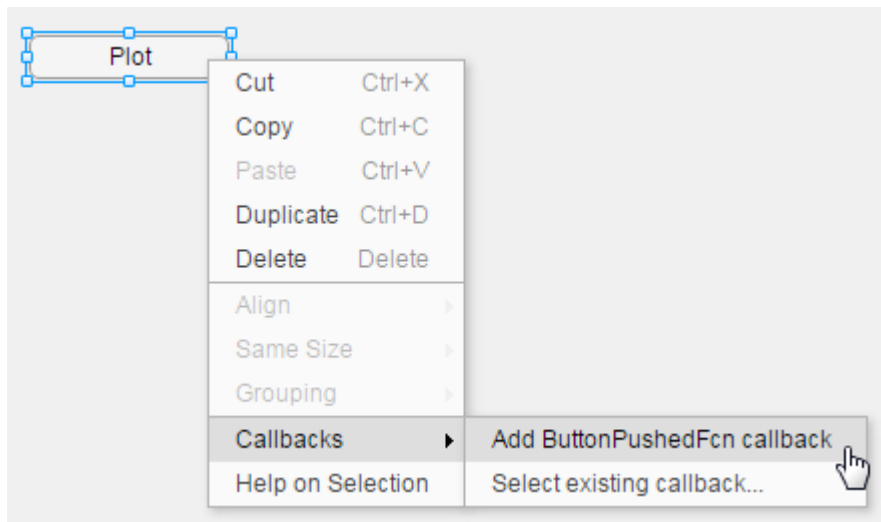 Plot
Cut Ctrl+X
Copy Ctrl+C
Paste Ctrl+V
Duplicate Ctrl+D
Delete Delete
Align
Same Size
Grouping
Callbacks Add ButtonPushedFcn callback
Help on Selection Select existing callback...